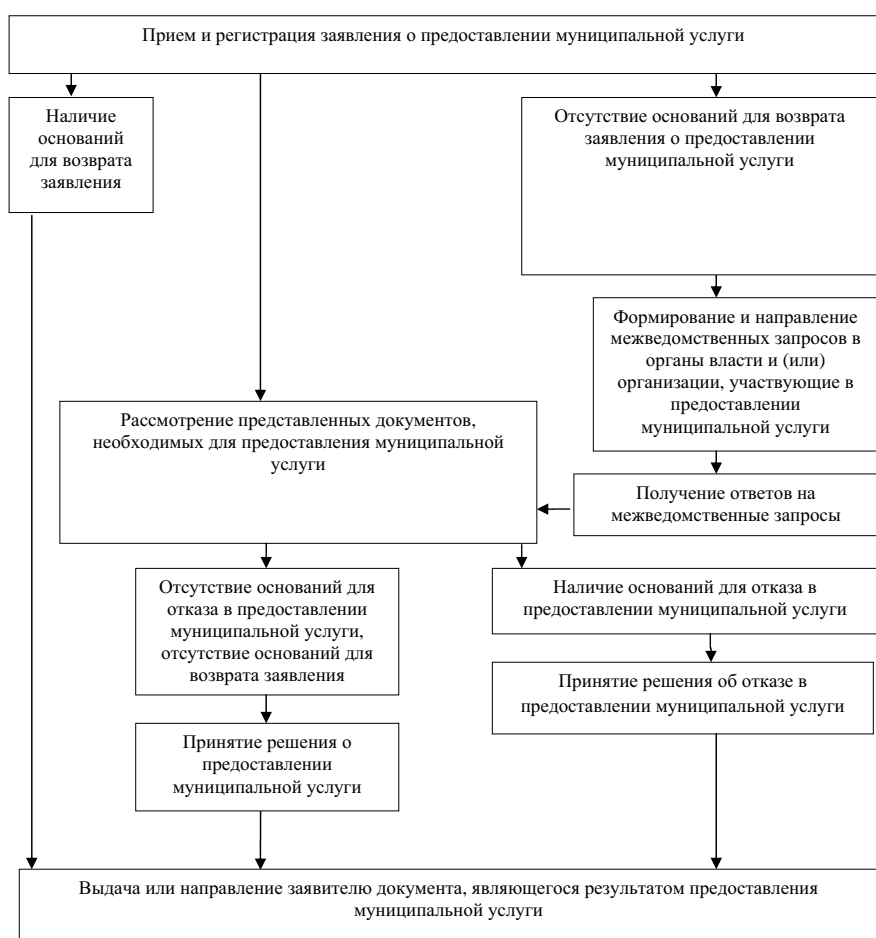 Прием и регистрация заявления о предоставлении муниципальной услуги
Наличие
оснований
для возврата
заявления
Отсутствие оснований для возврата
заявления о предоставлении
муниципальной услуги
Формирование и направление
межведомственных запросов в
органы власти и (или)
организации, участвующие в
предоставлении
муниципальной услуги
Рассмотрение представленных документов,
необходимых для предоставления муниципальной
услуги
Получение ответов на
межведомственные запросы
Отсутствие оснований для
отказа в предоставлении
муниципальной услуги,
отсутствие оснований для
возврата заявления
Наличие оснований для отказа в
предоставлении муниципальной услуги
Принятие решения об отказе в
предоставлении муниципальной услуги
Принятие решения о
предоставлении
муниципальной услуги
Выдача или направление заявителю документа, являющегося результатом предоставления
муниципальной услуги